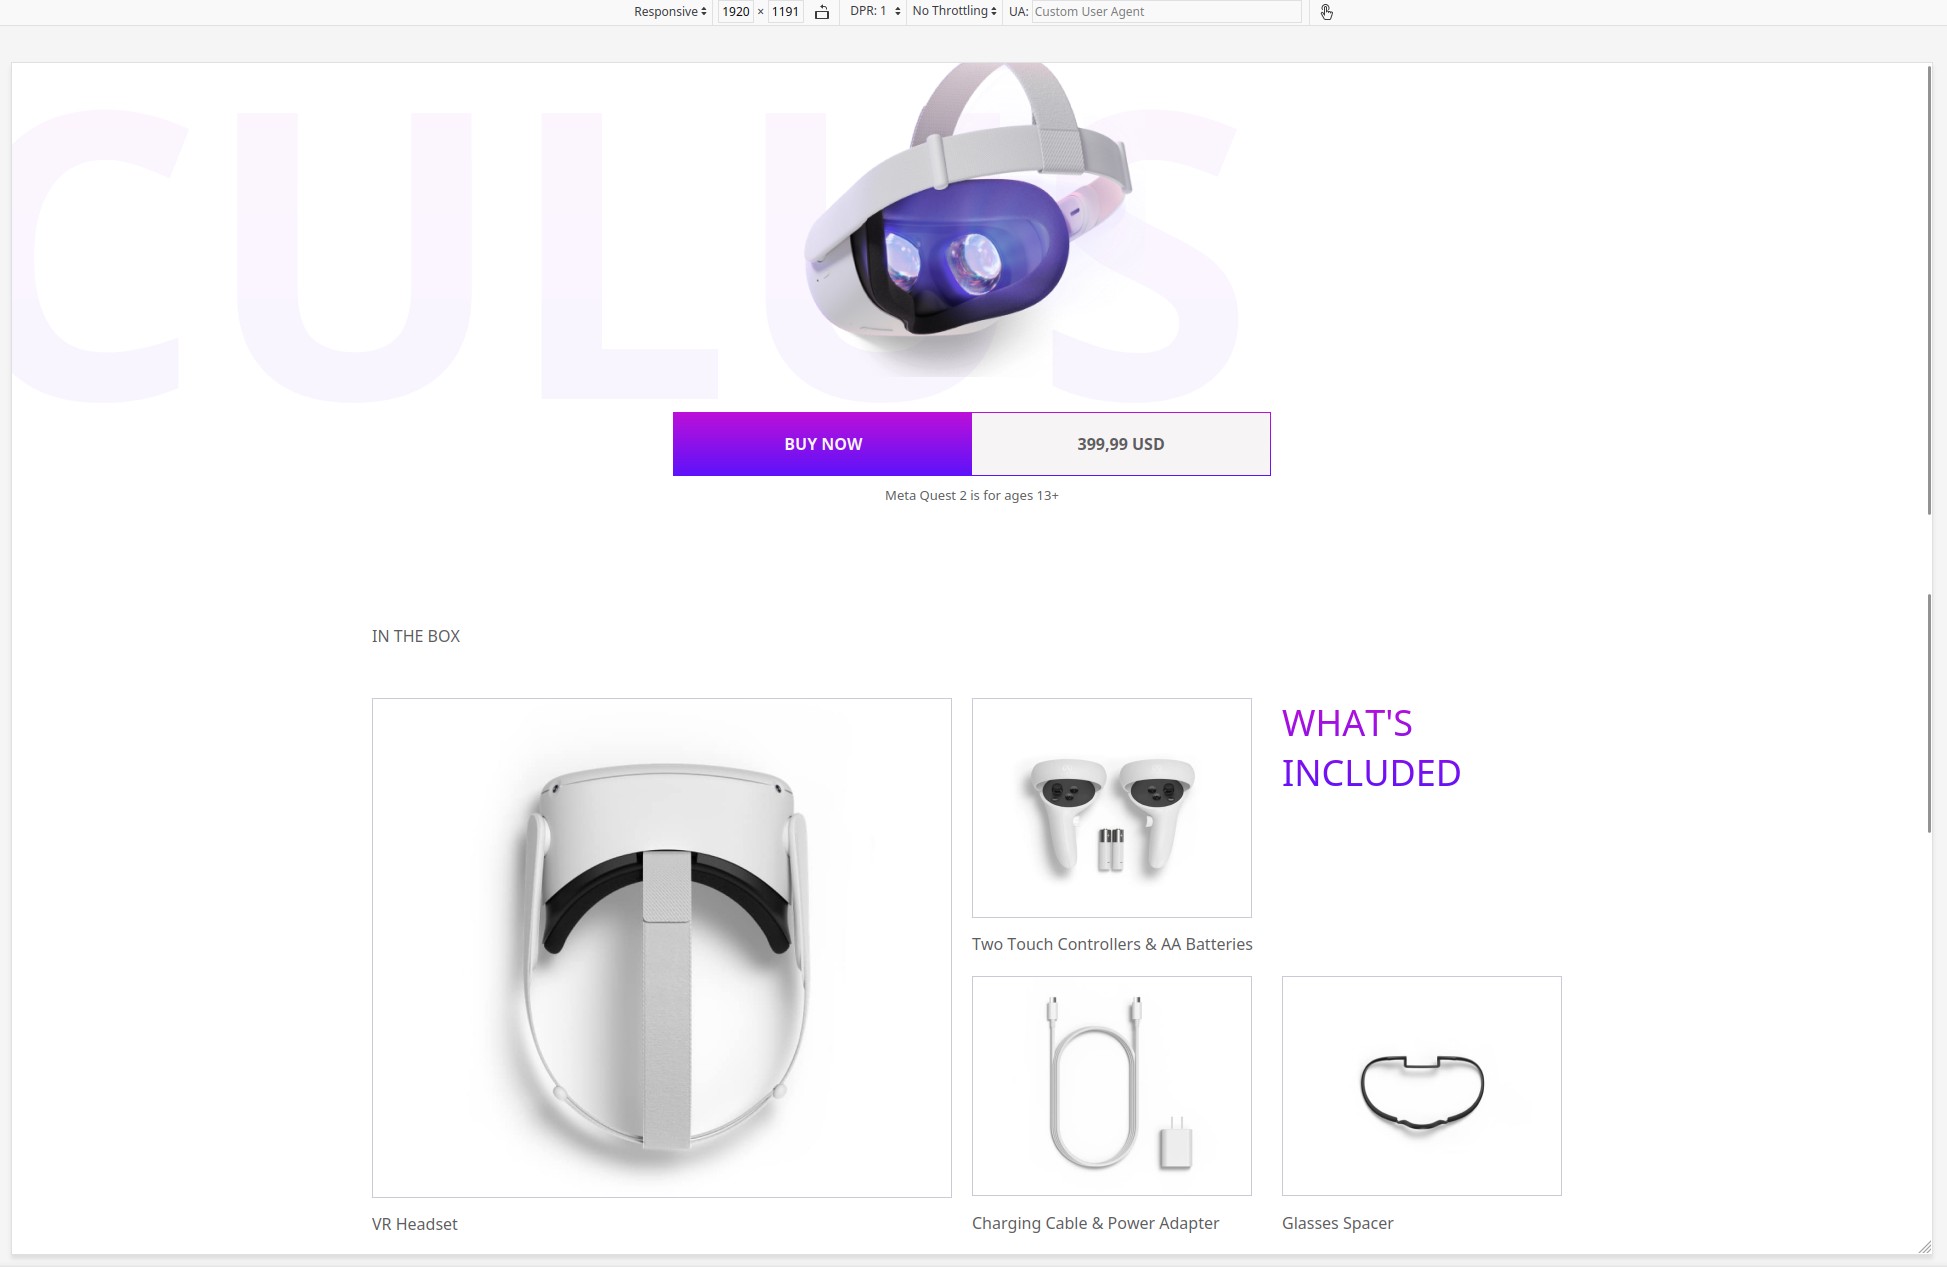 Responsive
1920 × 1191
DPR: 1
No Throttling
UA: Custom User Agent
CULUS
BUY NOW
399,99 USD
Meta Quest 2 is for ages 13+
IN THE BOX
WHAT'S
INCLUDED
Two Touch Controllers & AA Batteries
VR Headset
Charging Cable & Power Adapter
Glasses Spacer